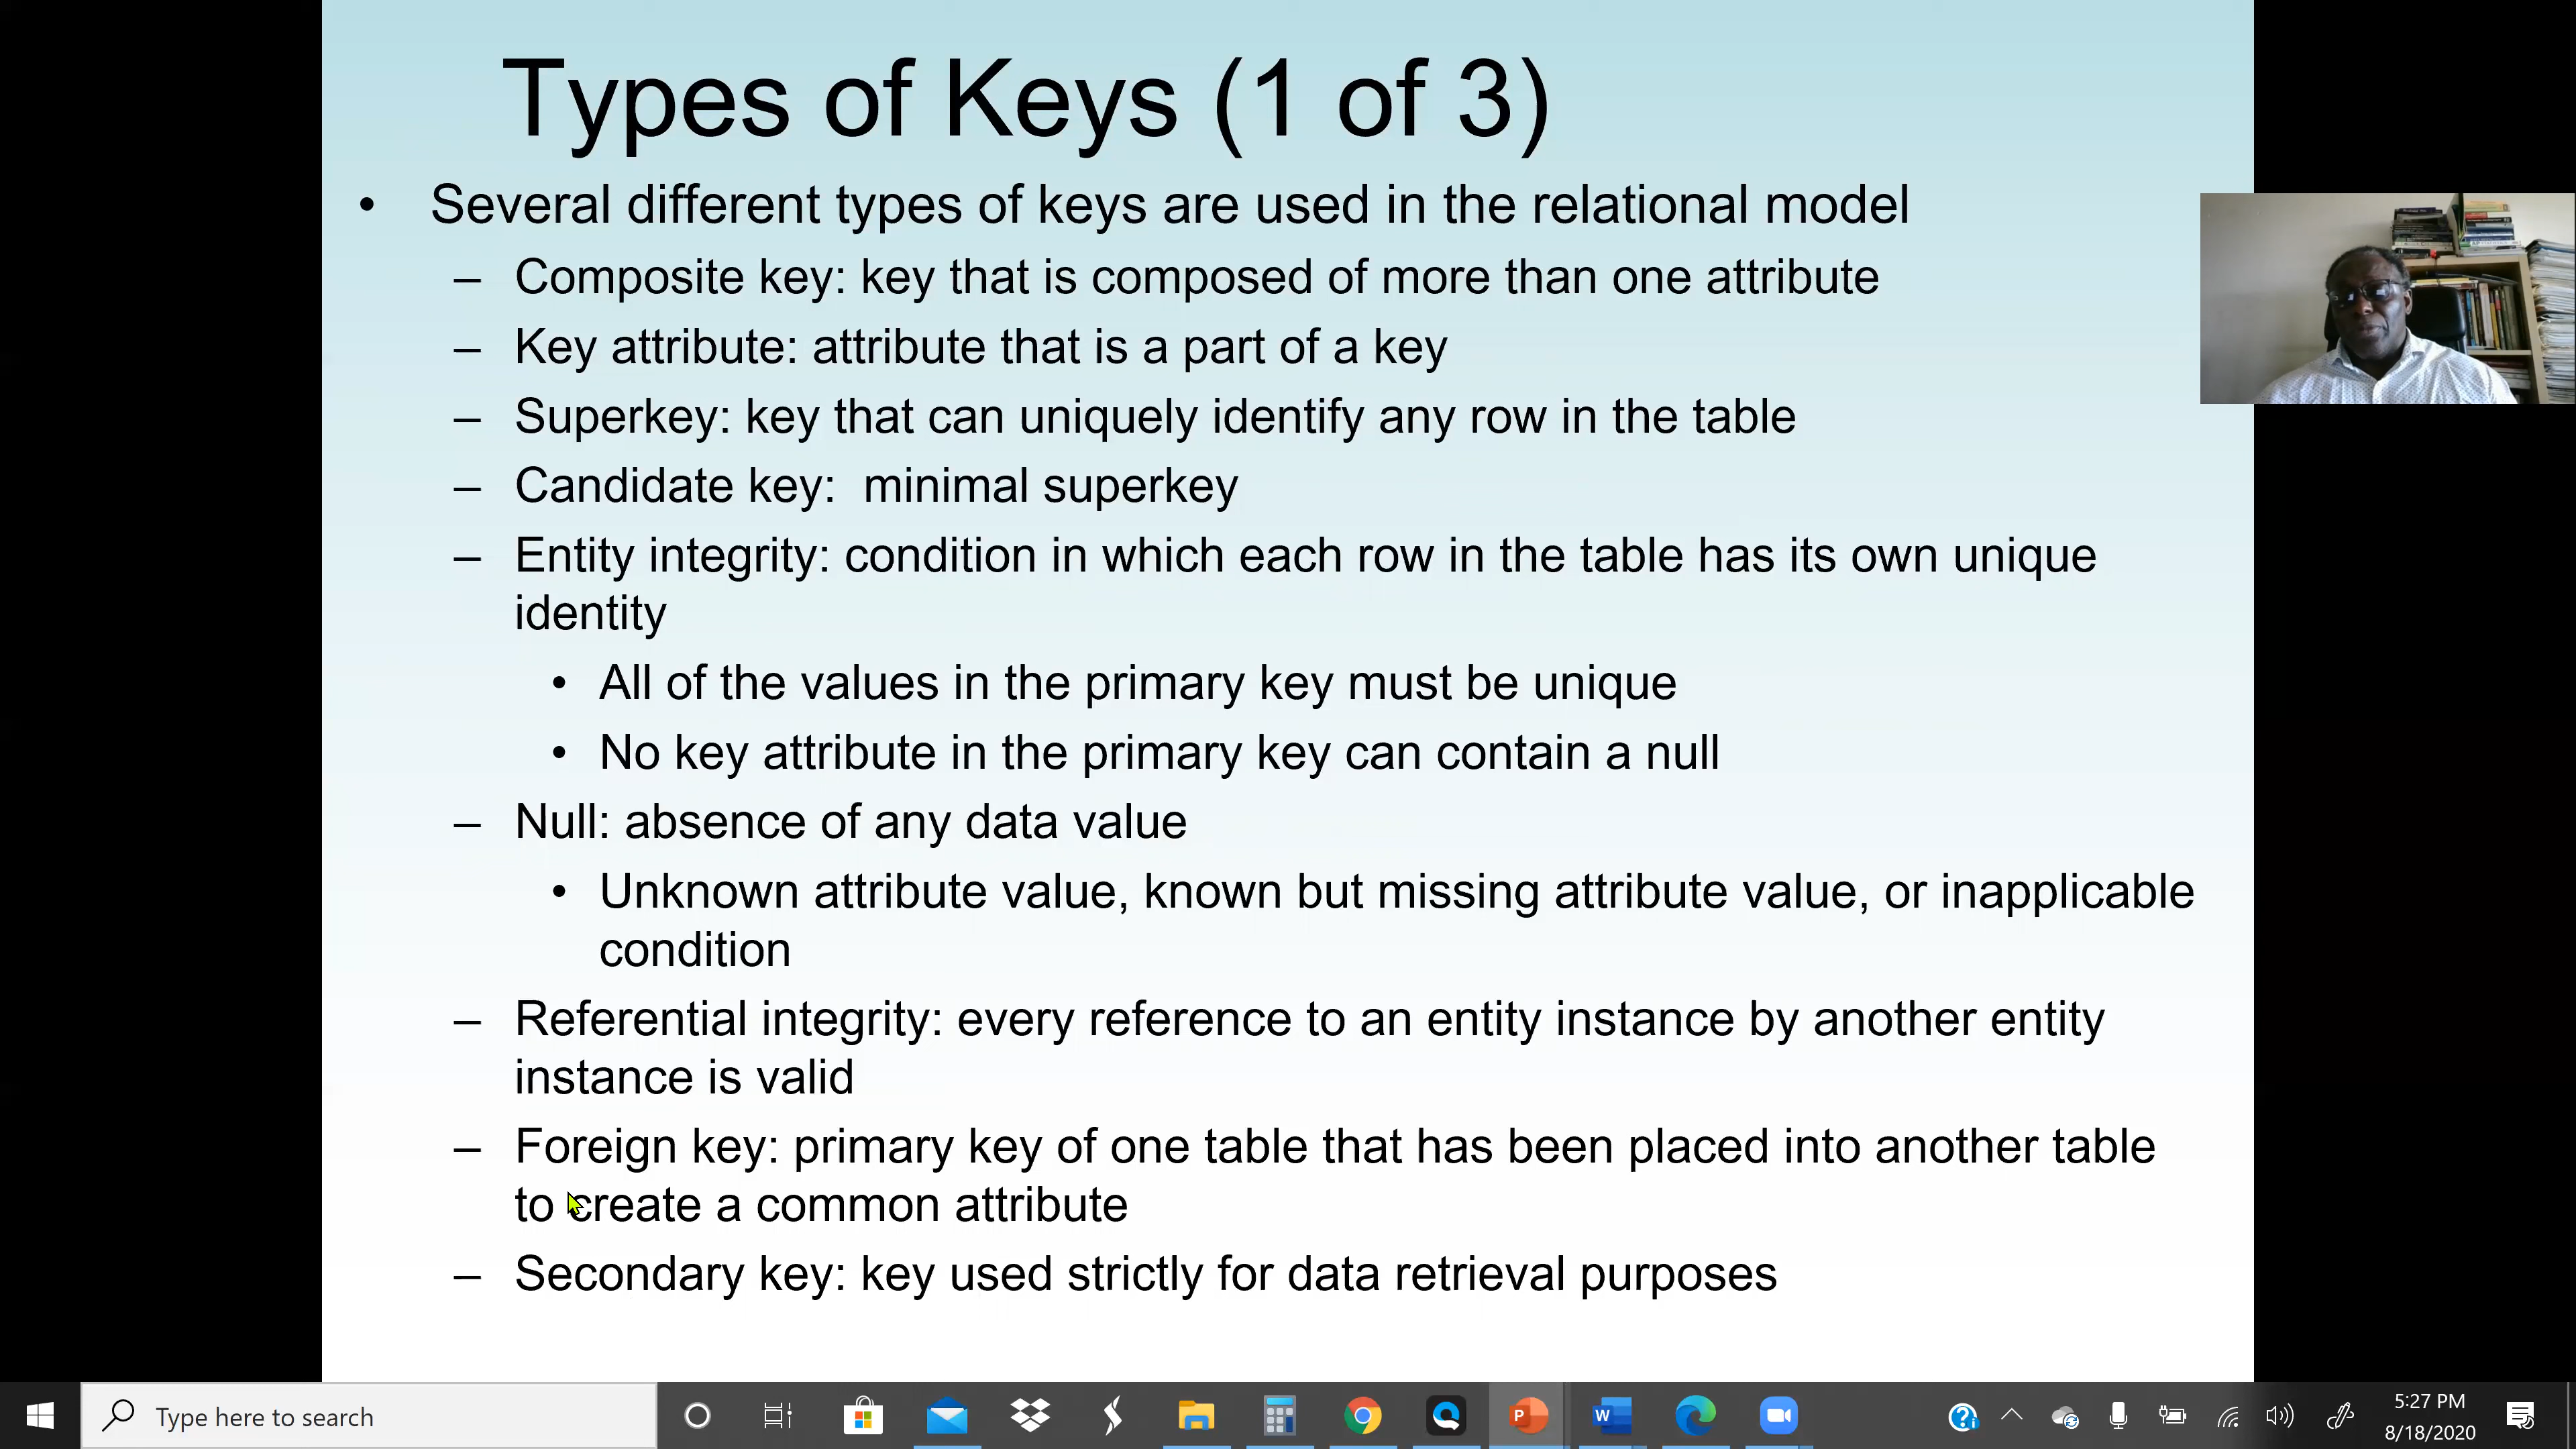 Types of Keys (1 of 3)
• Several different types of keys are used in the relational model
– Composite key: key that is composed of more than one attribute
– Key attribute: attribute that is a part of a key
– Superkey: key that can uniquely identify any row in the table
– Candidate key:  minimal superkey
– Entity integrity: condition in which each row in the table has its own unique
identity
• All of the values in the primary key must be unique
• No key attribute in the primary key can contain a null
– Null: absence of any data value
• Unknown attribute value, known but missing attribute value, or inapplicable
condition
– Referential integrity: every reference to an entity instance by another entity
instance is valid
– Foreign key: primary key of one table that has been placed into another table
to create a common attribute
– Secondary key: key used strictly for data retrieval purposes
Type here to search
5:27 PM
8/18/2020